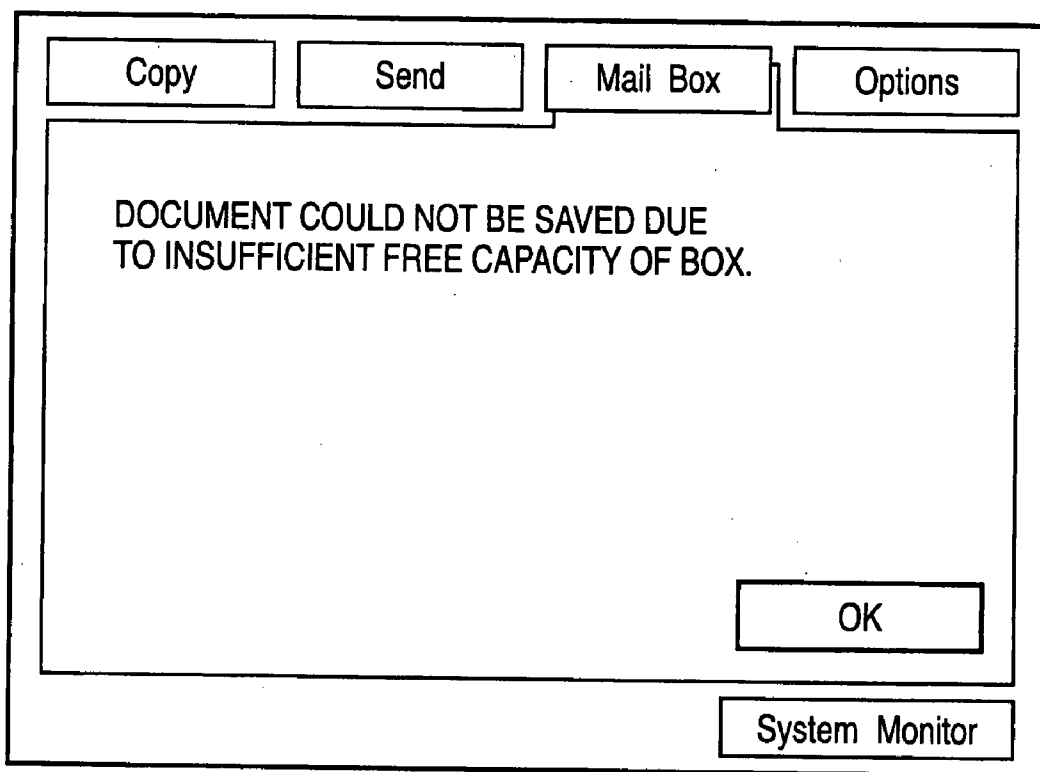 Copy Send Mail Box Options
DOCUMENT COULD NOT BE SAVED DUE
TO INSUFFICIENT FREE CAPACITY OF BOX.
OK
System Monitor